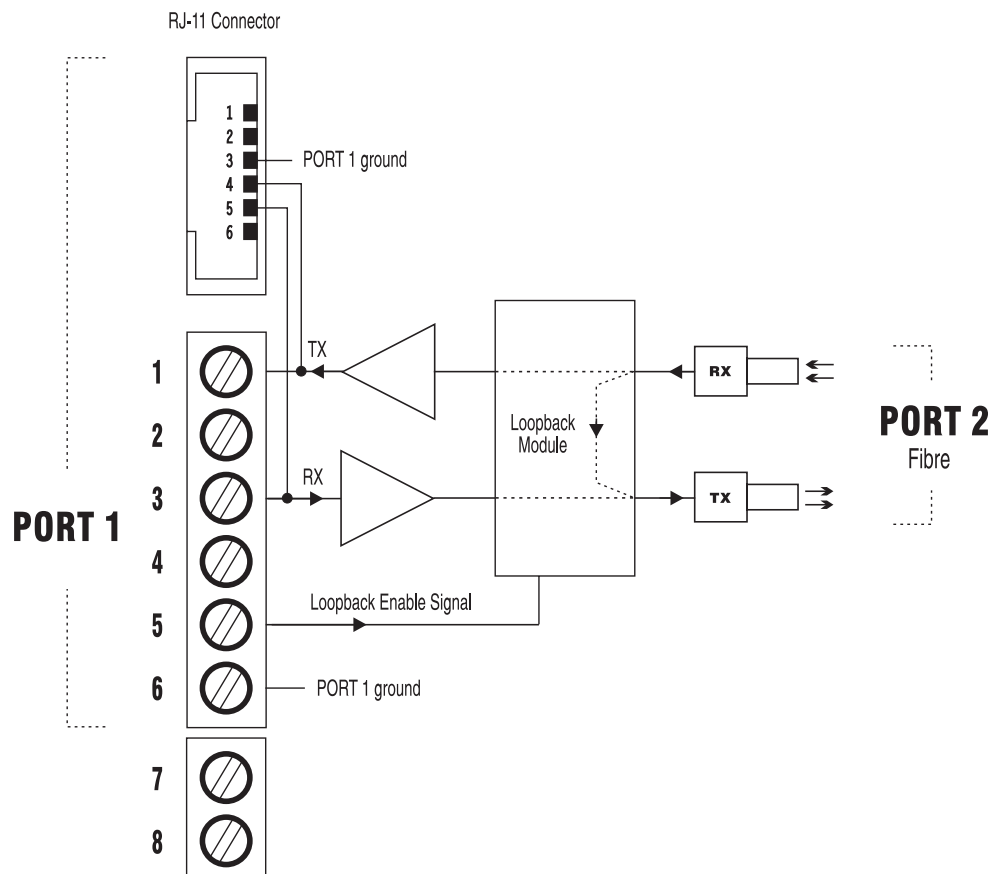 RJ-11 Connector
1
2
3
4
5
6
PORT 1 ground
TX
1
2
3
4
5
6
7
8
RX
Loopback
Module
RX
TX
PORT 1
PORT 2
Fibre
Loopback Enable Signal
PORT 1 ground